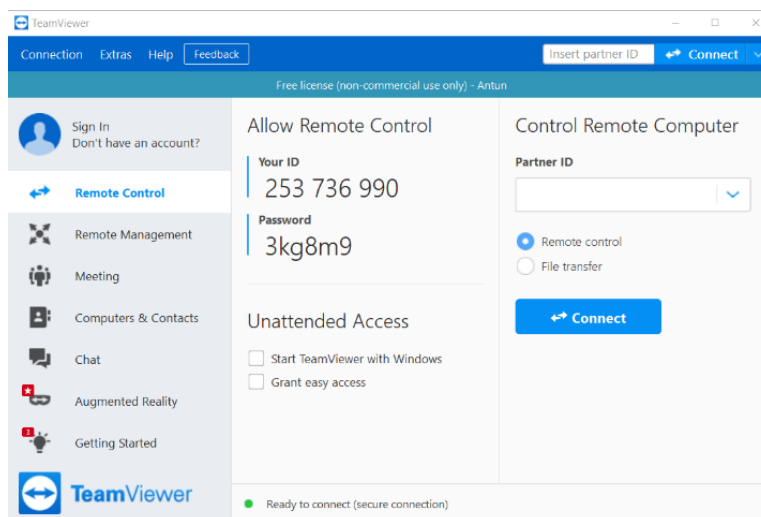 TeamViewer
Connection Extras Help Feedback
Insert partner ID Connect
Free license (non-commercial use only) - Antun
Sign In
Don't have an account?
Remote Control
Remote Management
Meeting
Computers & Contacts
Chat
Augmented Reality
3
Getting Started
TeamViewer
Allow Remote Control
Your ID
253 736 990
Password
3kg8m9
Unattended Access
Start TeamViewer with Windows
Grant easy access
Control Remote Computer
Partner ID
Remote control
File transfer
Connect
Ready to connect (secure connection)